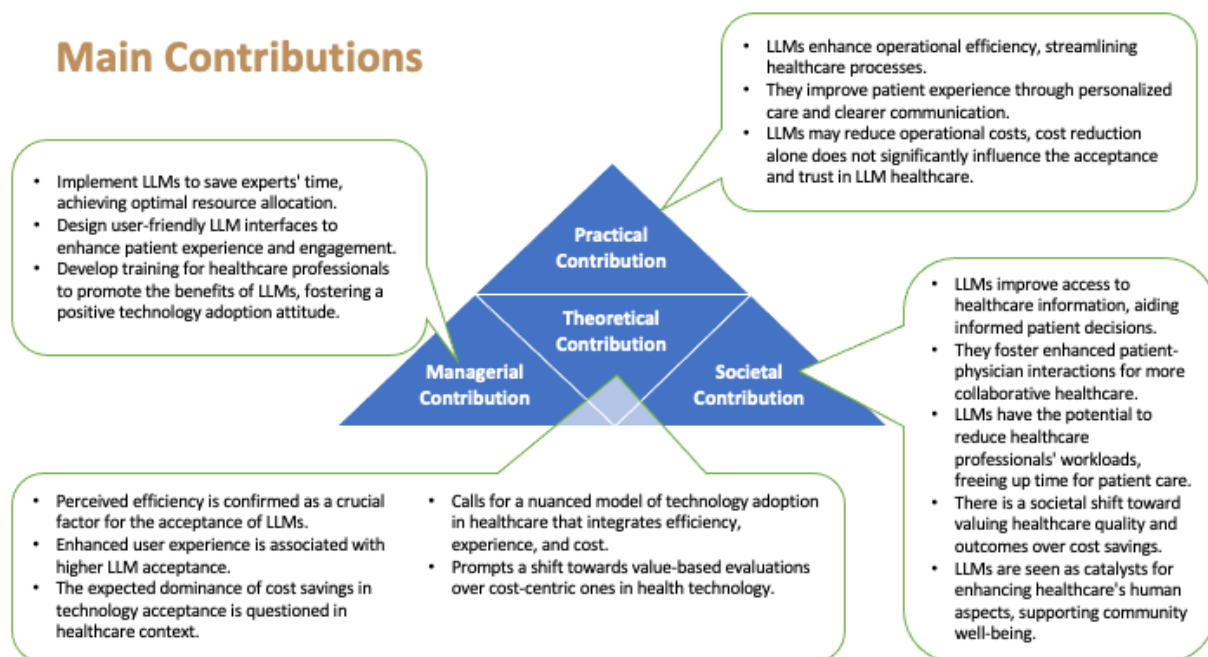 Main Contributions
• LLMs enhance operational efficiency, streamlining
healthcare processes.
• They improve patient experience through personalized
care and clearer communication.
• LLMs may reduce operational costs, cost reduction
alone does not significantly influence the acceptance
and trust in LLM healthcare.
• Implement LLMs to save experts' time,
achieving optimal resource allocation.
• Design user-friendly LLM interfaces to
enhance patient experience and engagement.
• Develop training for healthcare professionals
to promote the benefits of LLMs, fostering a
positive technology adoption attitude.
Practical
Contribution
Theoretical
Contribution
Managerial
Contribution
Societal
Contribution
• LLMs improve access to
healthcare information, aiding
informed patient decisions.
• They foster enhanced patient-
physician interactions for more
collaborative healthcare.
• LLMs have the potential to
reduce healthcare
professionals' workloads,
freeing up time for patient care.
• There is a societal shift toward
valuing healthcare quality and
outcomes over cost savings.
• LLMs are seen as catalysts for
enhancing healthcare's human
aspects, supporting community
well-being.
• Perceived efficiency is confirmed as a crucial
factor for the acceptance of LLMs.
• Enhanced user experience is associated with
higher LLM acceptance.
• The expected dominance of cost savings in
technology acceptance is questioned in
healthcare context.
• Calls for a nuanced model of technology adoption
in healthcare that integrates efficiency,
experience, and cost.
• Prompts a shift towards value-based evaluations
over cost-centric ones in health technology.